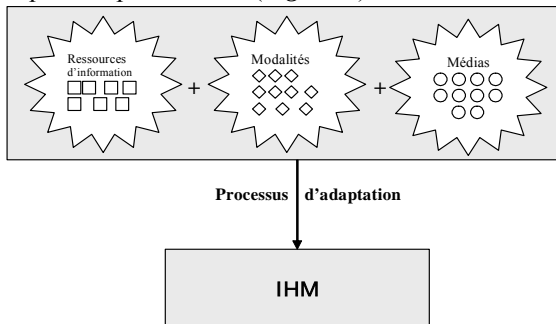 Ressources
d'information
+
Modalités
+
Médias
Processus d'adaptation
IHM